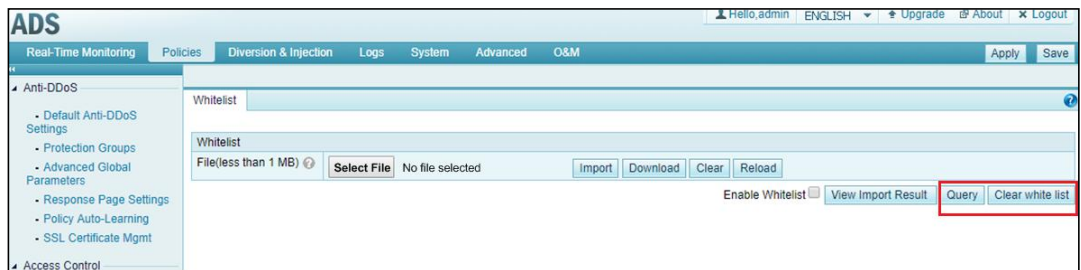 ADS
Hello,admin ENGLISH Upgrade About Logout
Real-Time Monitoring Policies Diversion & Injection Logs System Advanced O&M Apply Save
Anti-DDoS
Default Anti-DDoS
Settings
Protection Groups
Advanced Global
Parameters
Response Page Settings
Policy Auto-Learning
SSL Certificate Mgmt
Access Control
Whitelist
Whitelist
File(less than 1 MB) Select File No file selected Import Download Clear Reload
Enable Whitelist View Import Result Query Clear white list